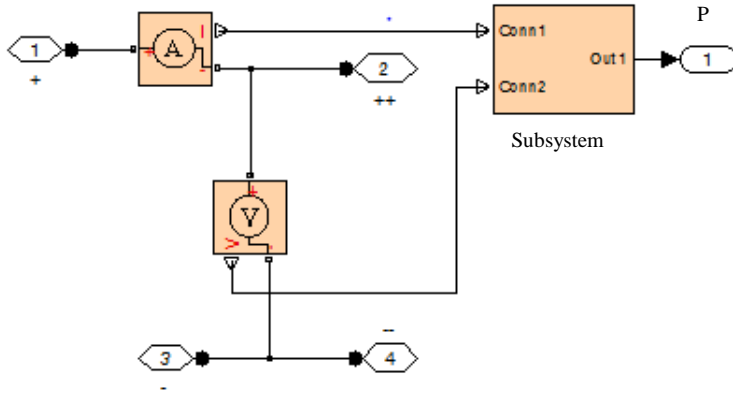 P
I
Conn1
1
+
A
+
-
2
++
Out1
1
Conn2
Subsystem
+
V
V
-
--
3
4
-